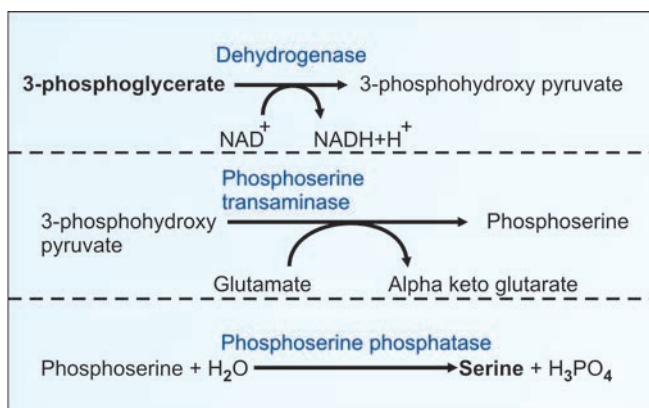 Dehydrogenase
3-phosphoglycerate 3-phosphohydroxy pyruvate
NAD⁺ NADH+H⁺
Phosphoserine
transaminase
3-phosphohydroxy
pyruvate
Phosphoserine
Glutamate Alpha keto glutarate
Phosphoserine phosphatase
Phosphoserine + H₂O Serine + H₃PO₄